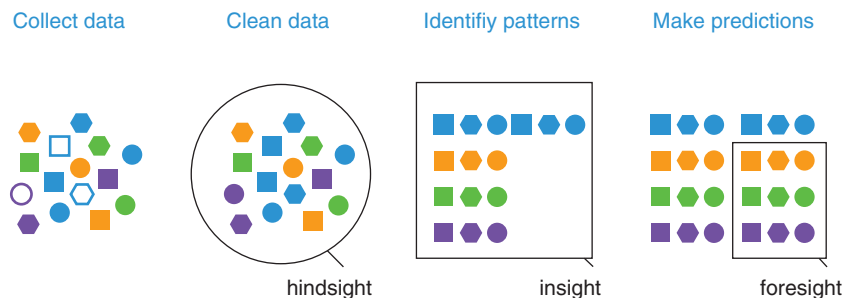 Collect data
Clean data
Identifiy patterns
Make predictions
hindsight
insight
foresight